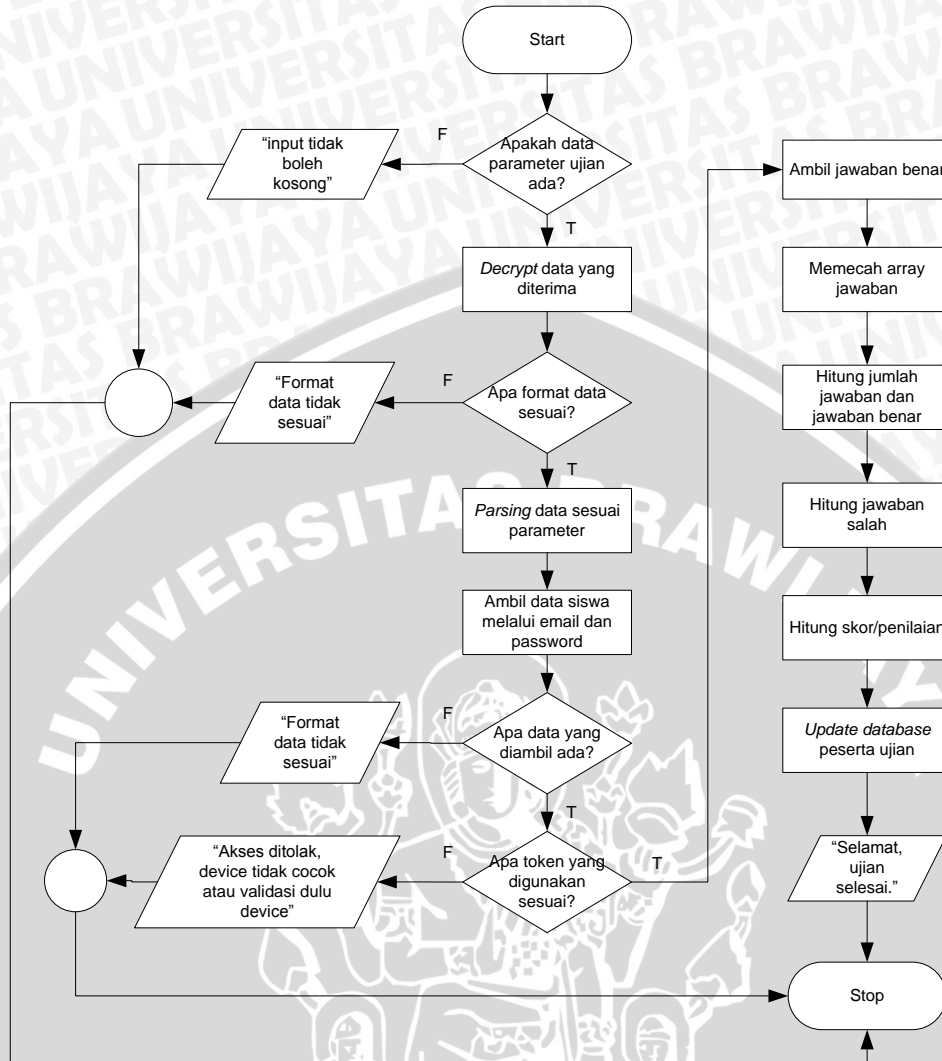 Start
Apakah data
parameter ujian
ada?
F
"input tidak
boleh
kosong"
T
Decrypt data yang
diterima
Apa format data
sesuai?
F
"Format
data tidak
sesuai"
T
Parsing data sesuai
parameter
Ambil data siswa
melalui email dan
password
Apa data yang
diambil ada?
F
"Format
data tidak
sesuai"
T
Apa token yang
digunakan
sesuai?
F
"Akses ditolak,
device tidak cocok
atau validasi dulu
device"
T
Ambil jawaban benar
Memecah array
jawaban
Hitung jumlah
jawaban dan
jawaban benar
Hitung jawaban
salah
Hitung skor/penilaian
Update database
peserta ujian
"Selamat,
ujian
selesai."
Stop
UNIVERSITAS BRAWIJAYA